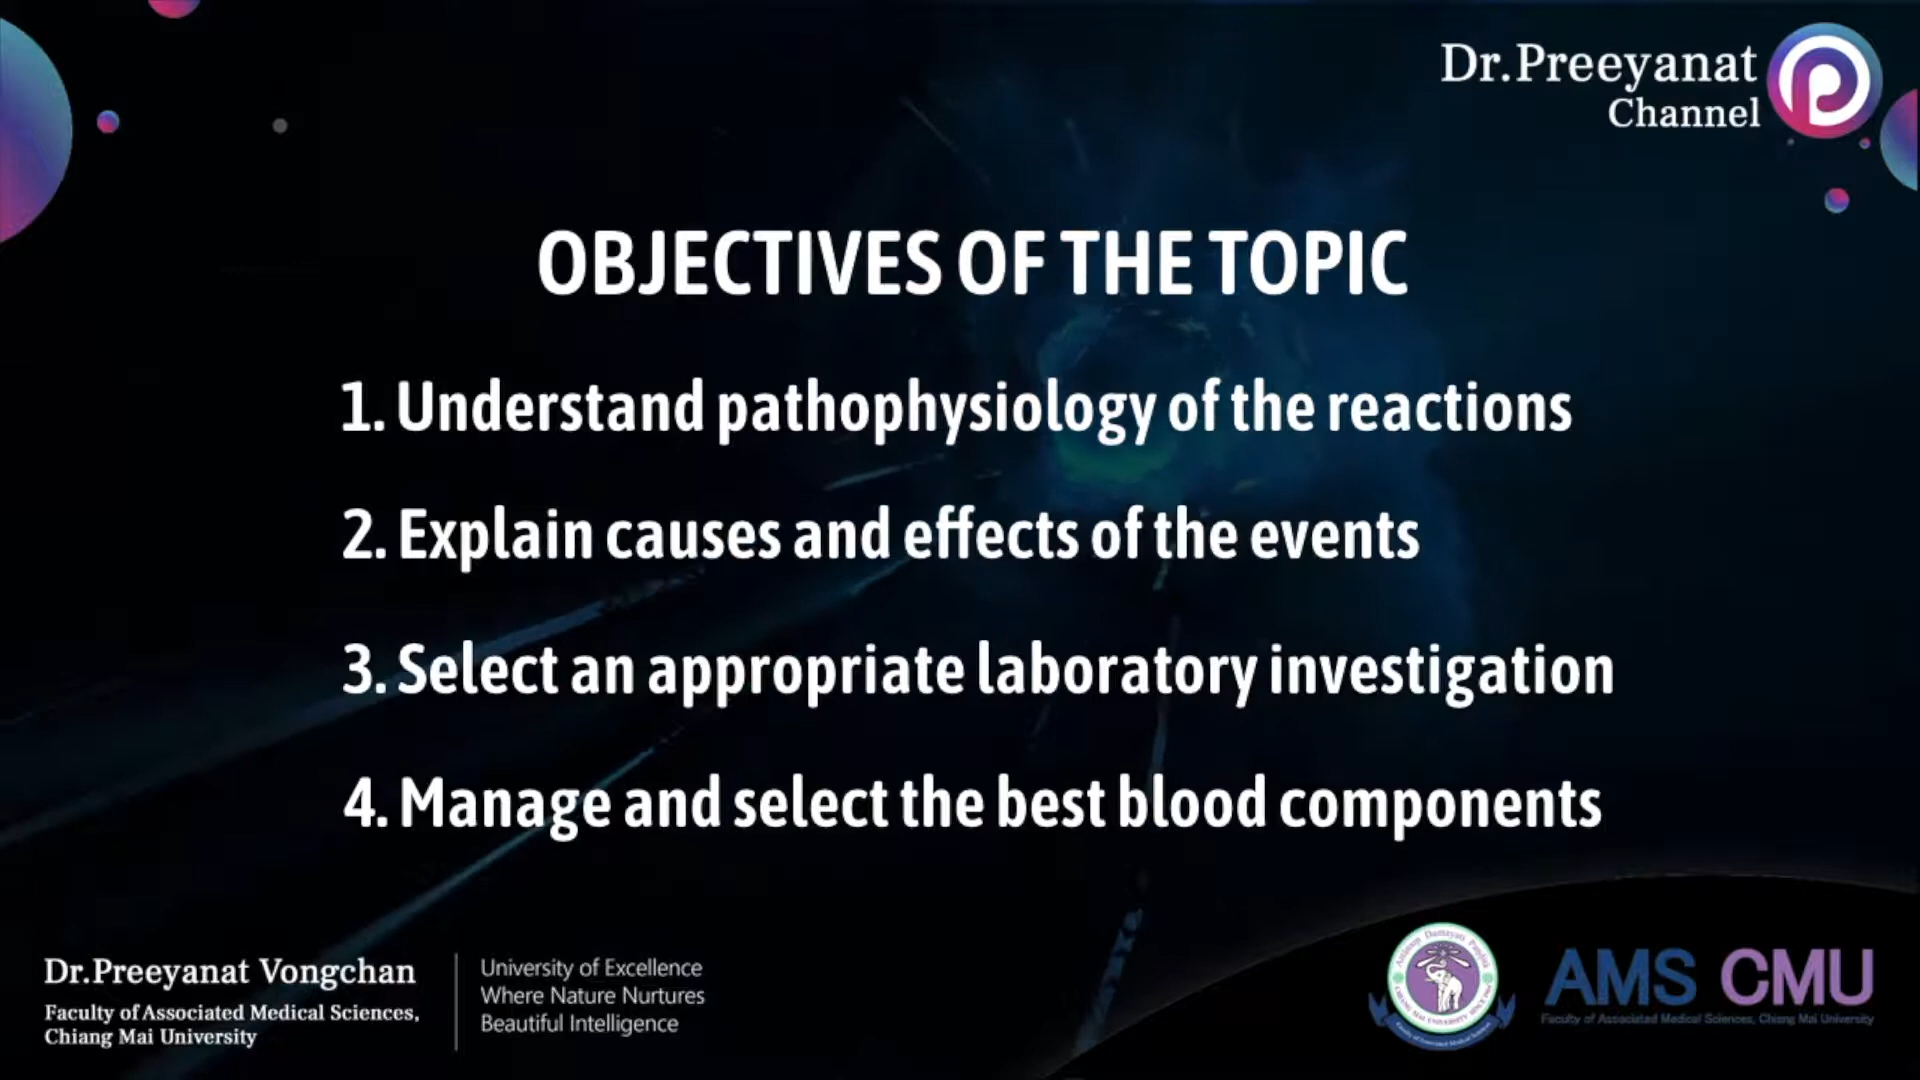 Dr.Preeyanat
Channel
OBJECTIVES OF THE TOPIC
1. Understand pathophysiology of the reactions
2. Explain causes and effects of the events
3. Select an appropriate laboratory investigation
4. Manage and select the best blood components
Dr.Preeyanat Vongchan
Faculty of Associated Medical Sciences,
Chiang Mai University
University of Excellence
Where Nature Nurtures
Beautiful Intelligence
AMS CMU
Faculty of Associated Medical Sciences, Chiang Mai University